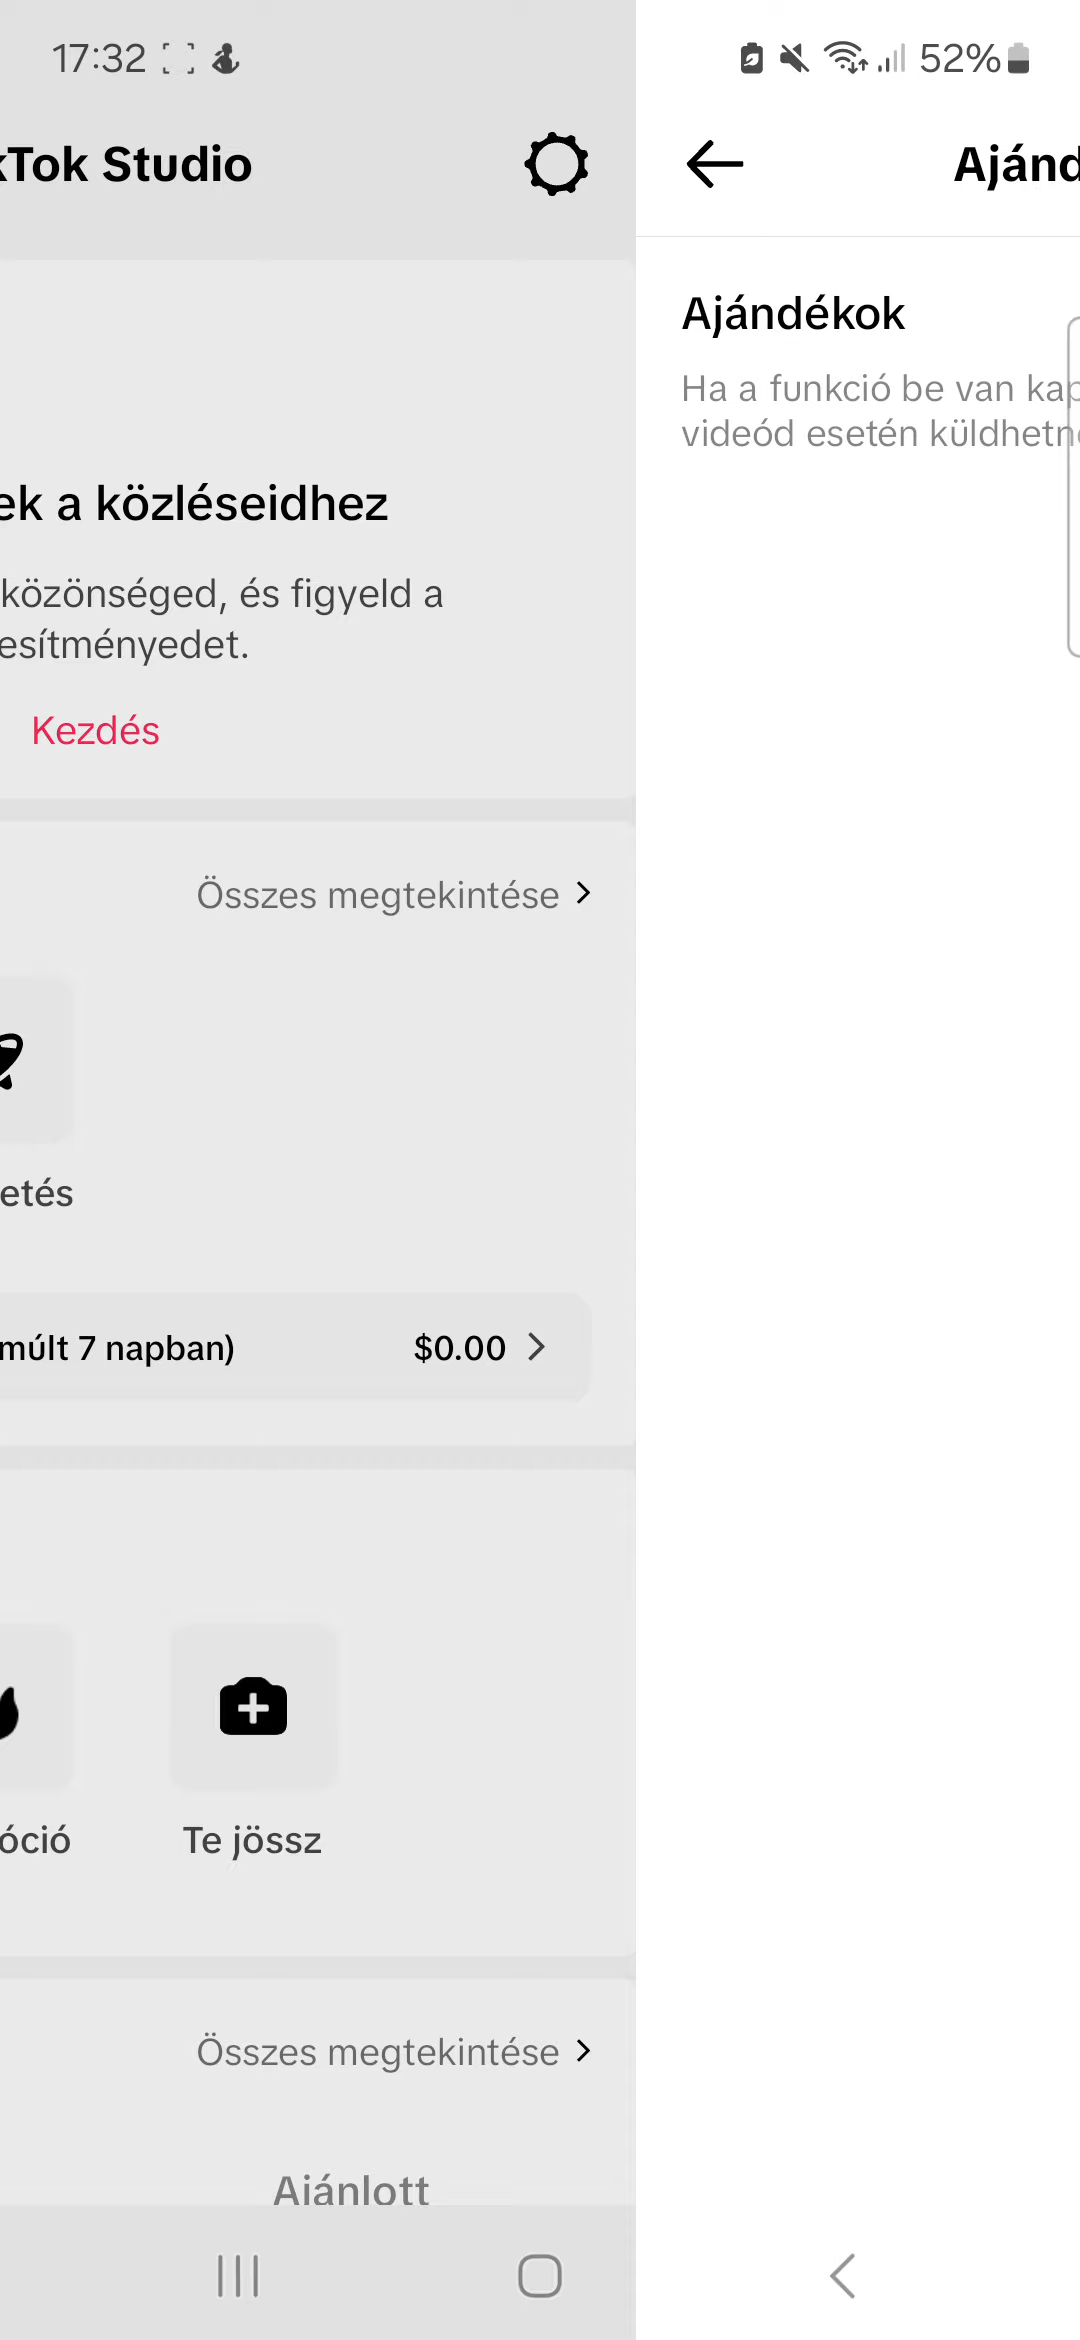 17:32
52%
kTok Studio
Ajánd
Ajándékok
Ha a funkció be van kap
videód esetén küldhetn
ek a közléseidhez
közönséged, és figyeld a
esítményedet.
Kezdés
Összes megtekintése
etés
múlt 7 napban)
$0.00
óció
Te jössz
Összes megtekintése
Ajánlott